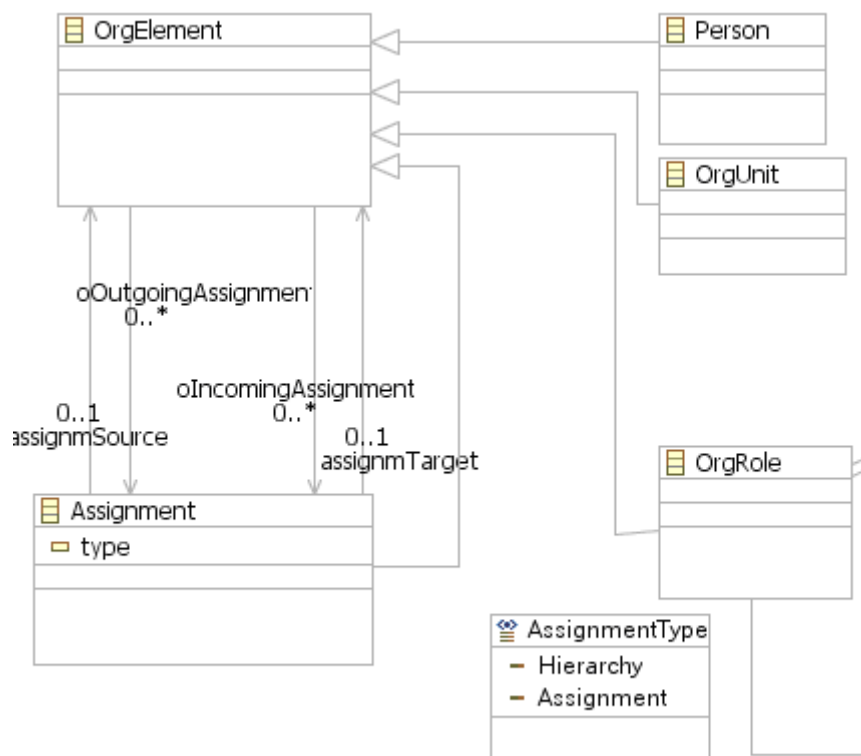 OrgElement
Person
OrgUnit
oOutgoingAssignment
0..*
oIncomingAssignment
0..1
0..*
assignmSource
0..1
assignmTarget
OrgRole
Assignment
type
AssignmentType
Hierarchy
Assignment